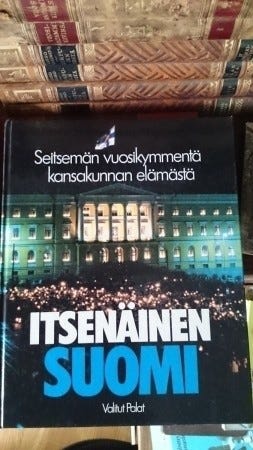 Seitsemän vuosikymmentä
kansakunnan elämästä
ITSENÄINEN
SUOMI
Valitut Palat